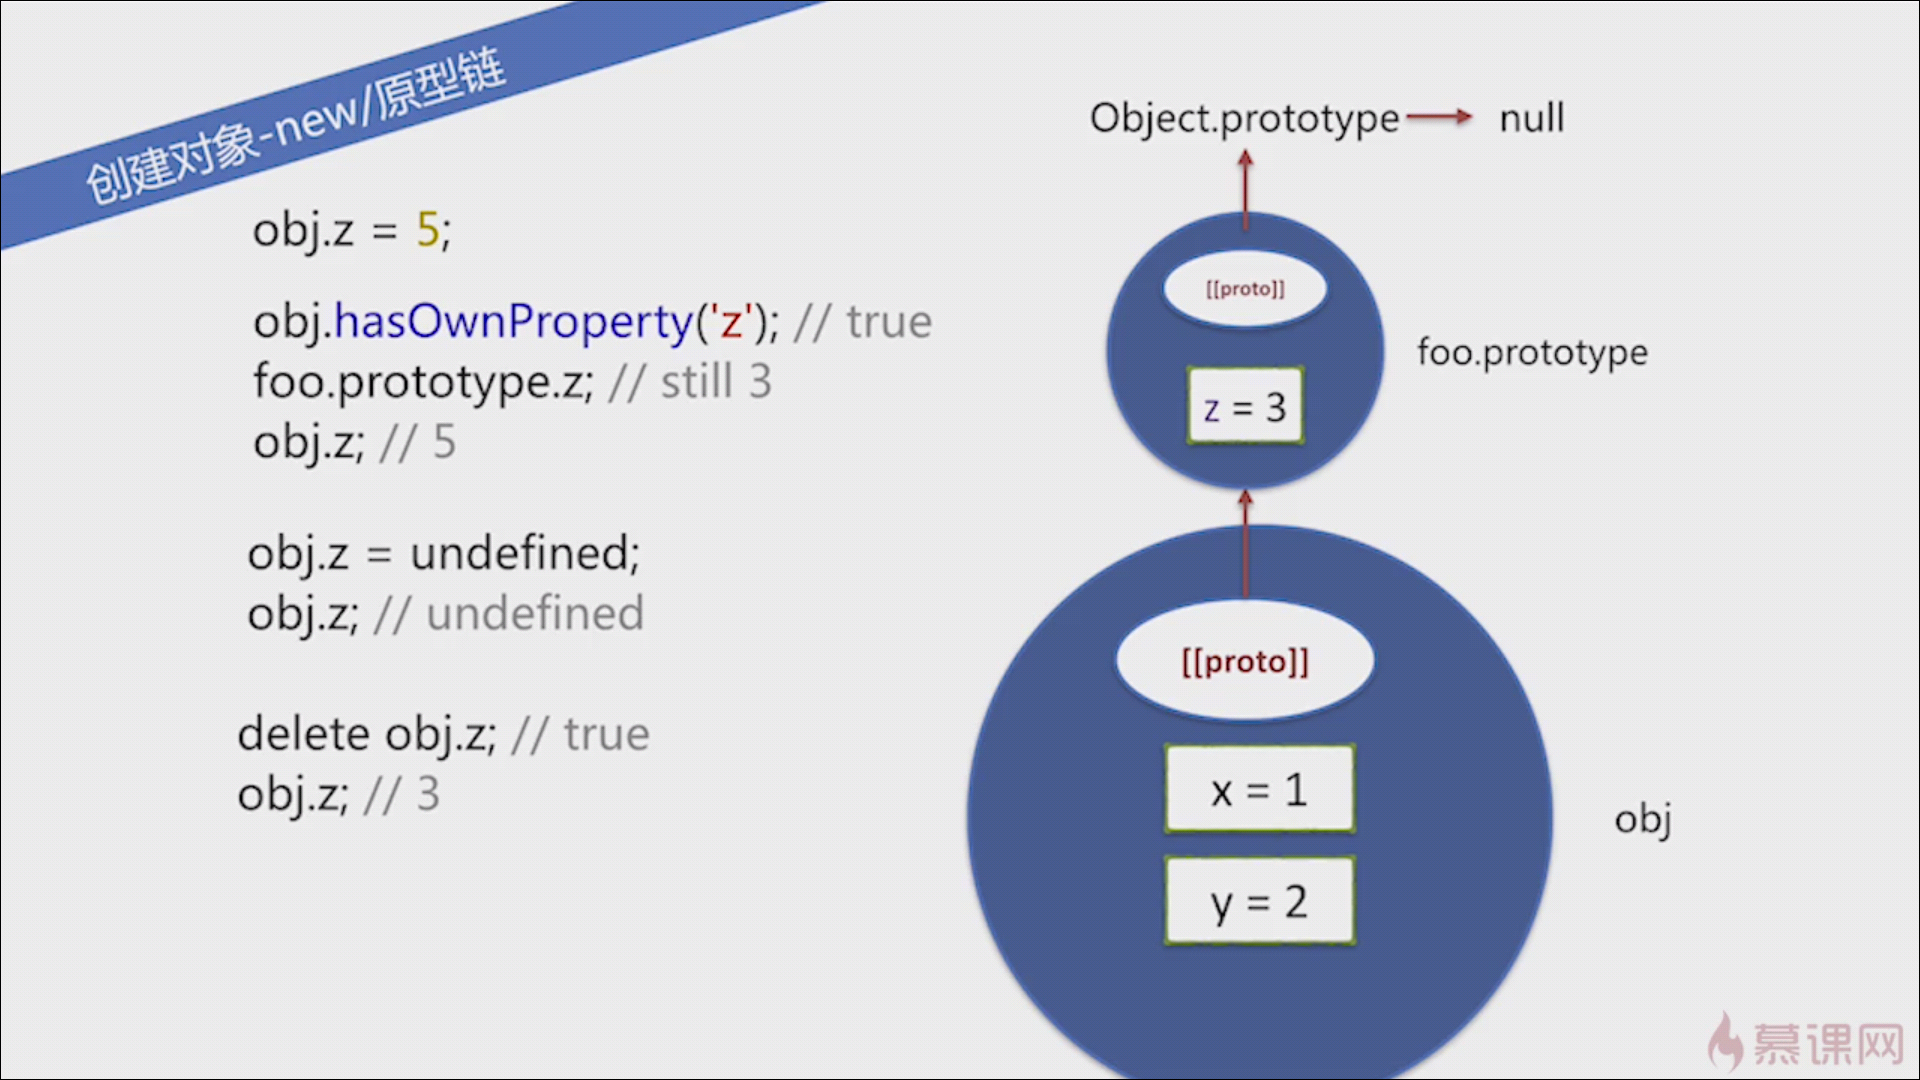 创建对象-new/原型链
obj.z = 5;
obj.hasOwnProperty('z'); // true
foo.prototype.z; // still 3
obj.z; // 5
obj.z = undefined;
obj.z; // undefined
delete obj.z; // true
obj.z; // 3
Object.prototype
null
[[proto]]
z = 3
foo.prototype
[[proto]]
x = 1
y = 2
obj
慕课网